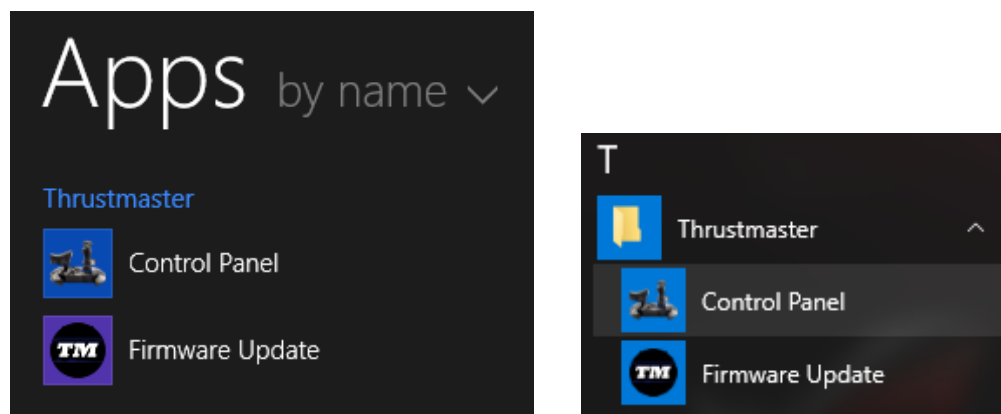 Apps by name
Thrustmaster
Control Panel
TM Firmware Update
T
Thrustmaster
Control Panel
TM Firmware Update